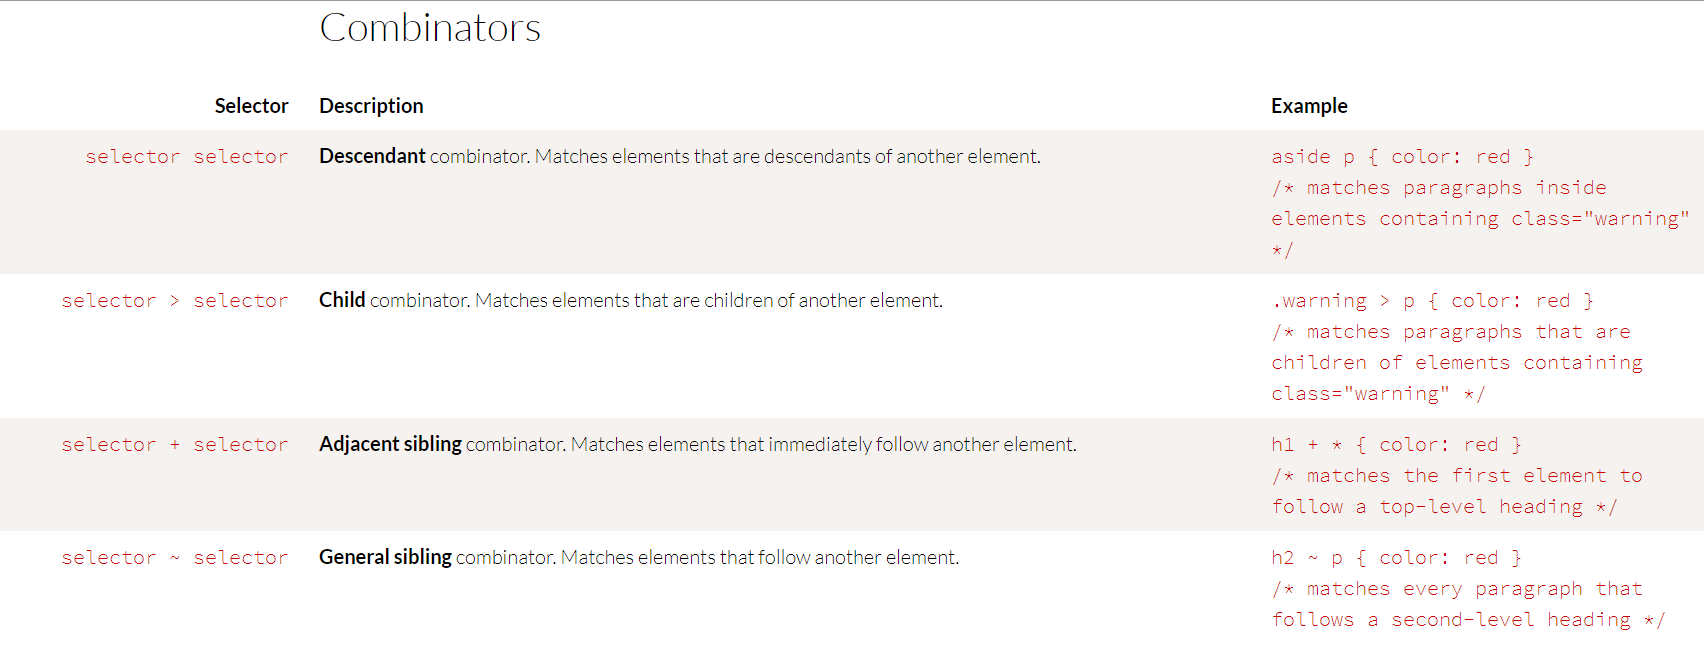 Combinators
Selector Description Example
selector selector Descendant combinator. Matches elements that are descendants of another element. aside p { color: red }
/* matches paragraphs inside
elements containing class="warning"
*/
selector > selector Child combinator. Matches elements that are children of another element. .warning > p { color: red }
/* matches paragraphs that are
children of elements containing
class="warning" */
selector + selector Adjacent sibling combinator. Matches elements that immediately follow another element. h1 + * { color: red }
/* matches the first element to
follow a top-level heading */
selector ~ selector General sibling combinator. Matches elements that follow another element. h2 ~ p { color: red }
/* matches every paragraph that
follows a second-level heading */